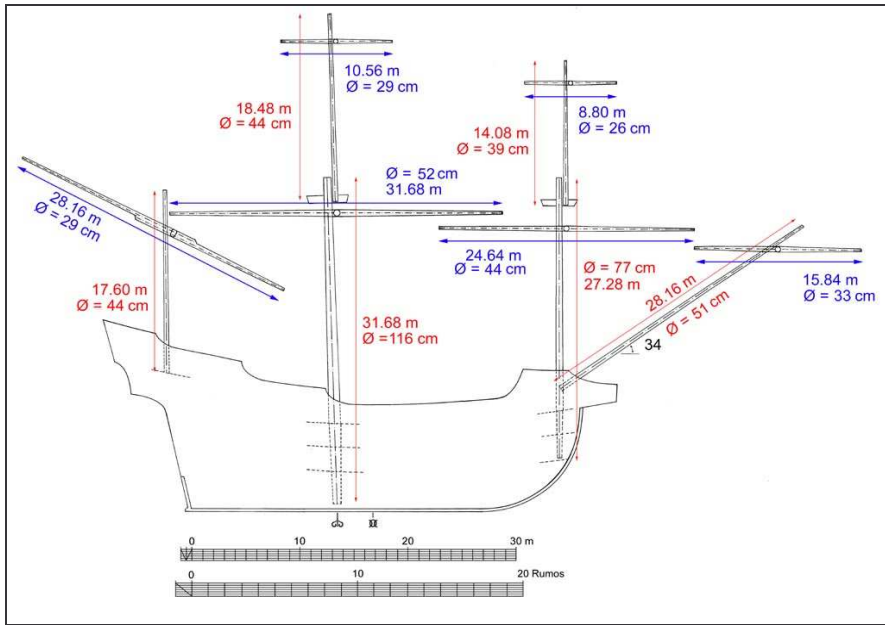 10.56 m
Ø = 29 cm
18.48 m
Ø = 44 cm
8.80 m
Ø = 26 cm
14.08 m
Ø = 39 cm
Ø = 52 cm
31.68 m
28.16 m
Ø = 29 cm
24.64 m
Ø = 44 cm
Ø = 77 cm
27.28 m
28.16 m
Ø = 51 cm
15.84 m
Ø = 33 cm
17.60 m
Ø = 44 cm
31.68 m
Ø =116 cm
34
0 10 20 30 m
0 10 20 Rumos